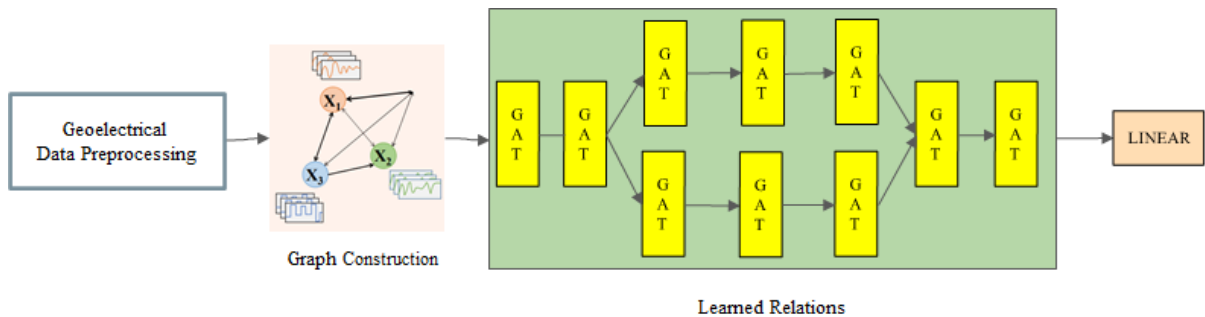 Geoelectrical
Data Preprocessing
X1
X2
X3
Graph Construction
G
A
T
G
A
T
G
A
T
G
A
T
G
A
T
G
A
T
G
A
T
G
A
T
G
A
T
G
A
T
LINEAR
Learned Relations